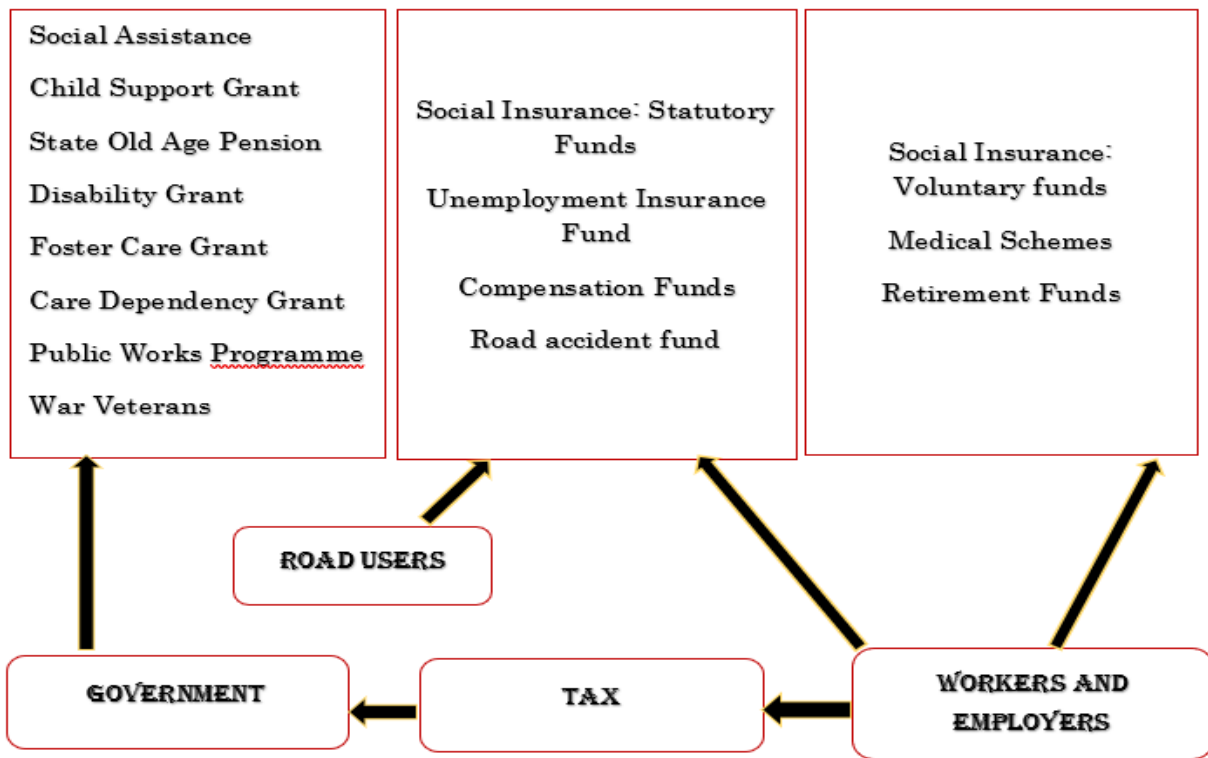 Social Assistance
Child Support Grant
State Old Age Pension
Disability Grant
Foster Care Grant
Care Dependency Grant
Public Works Programme
War Veterans
Social Insurance: Statutory
Funds
Unemployment Insurance
Fund
Compensation Funds
Road accident fund
Social Insurance:
Voluntary funds
Medical Schemes
Retirement Funds
ROAD USERS
GOVERNMENT
TAX
WORKERS AND
EMPLOYERS